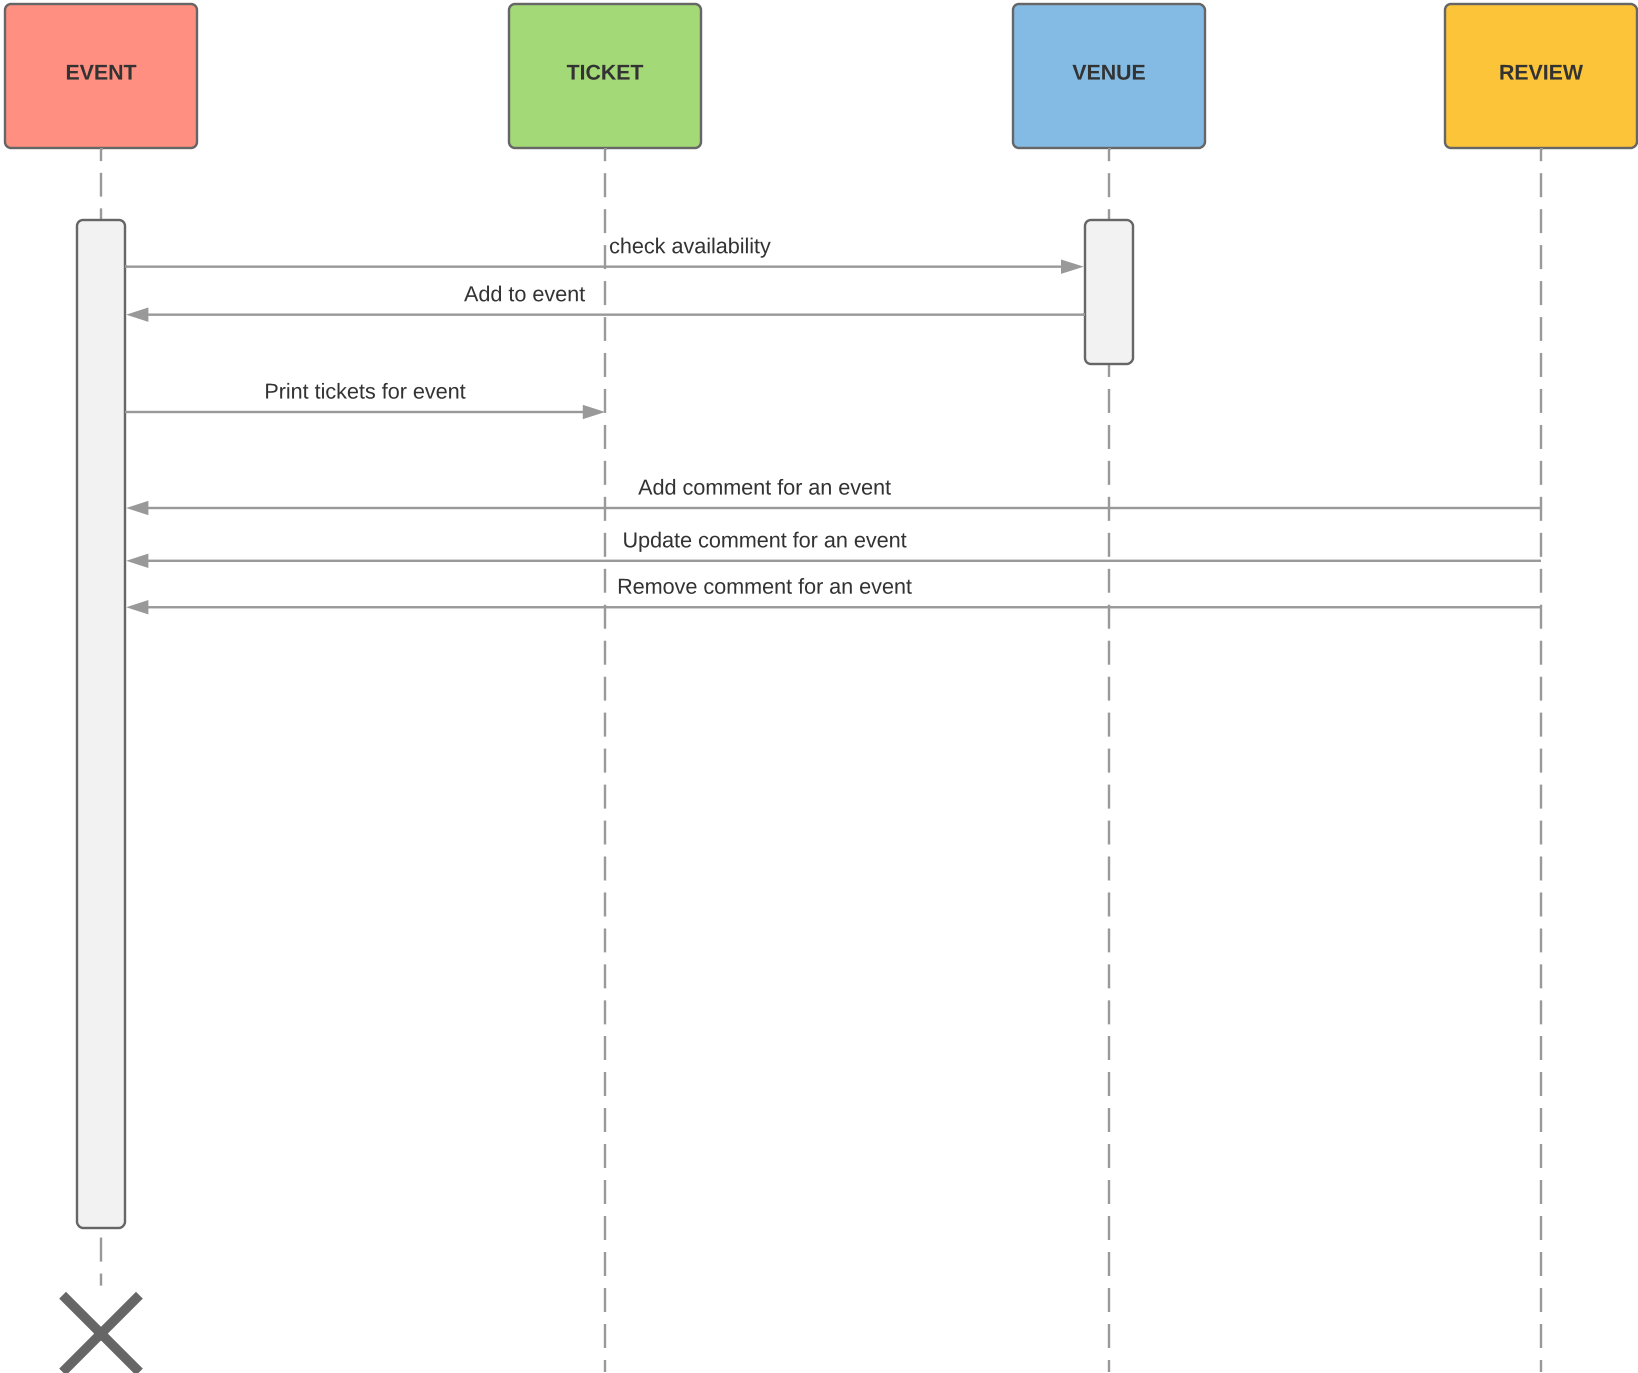 EVENT
TICKET
VENUE
REVIEW
check availability
Add to event
Print tickets for event
Add comment for an event
Update comment for an event
Remove comment for an event